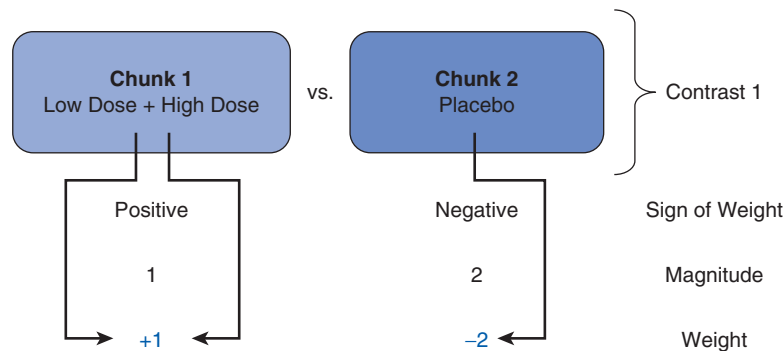 Chunk 1
Low Dose + High Dose
vs.
Chunk 2
Placebo
Contrast 1
Positive
Negative
Sign of Weight
1
2
Magnitude
+1
−2
Weight